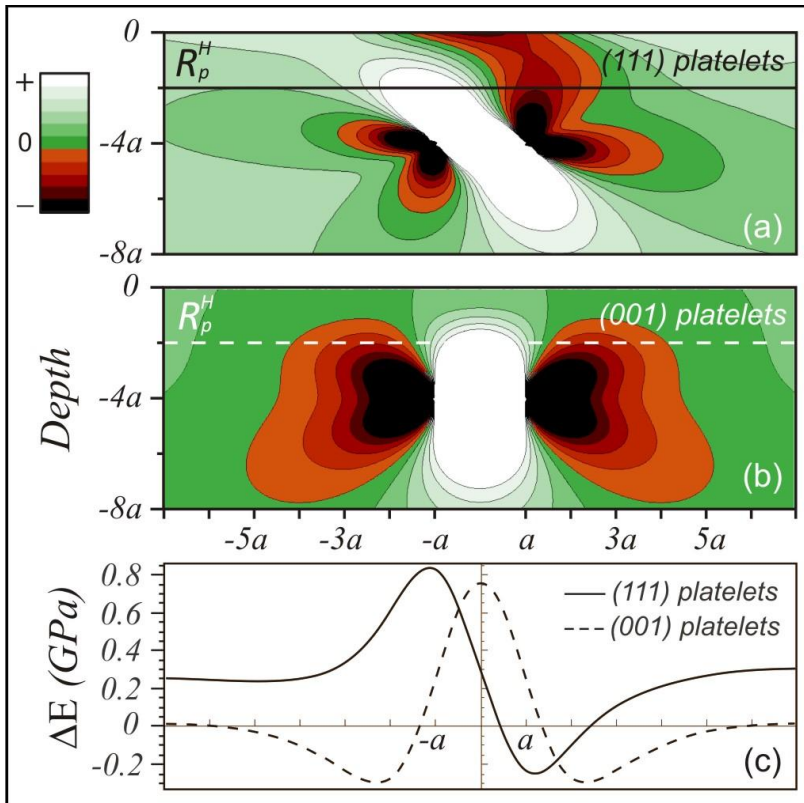 +
0
−
0
-4a
-8a
R_p^H
(111) platelets
(a)
Depth
0
-4a
-8a
R_p^H
(001) platelets
(b)
-5a -3a -a a 3a 5a
ΔE (GPa)
0.8
0.6
0.4
0.2
0
-0.2
(111) platelets
(001) platelets
-a a
(c)